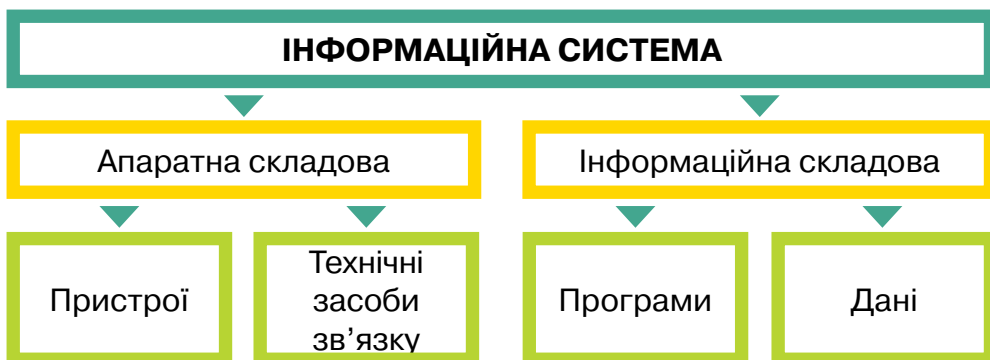 ІНФОРМАЦІЙНА СИСТЕМА
Апаратна складова
Інформаційна складова
Пристрої
Технічні
засоби
зв’язку
Програми
Дані